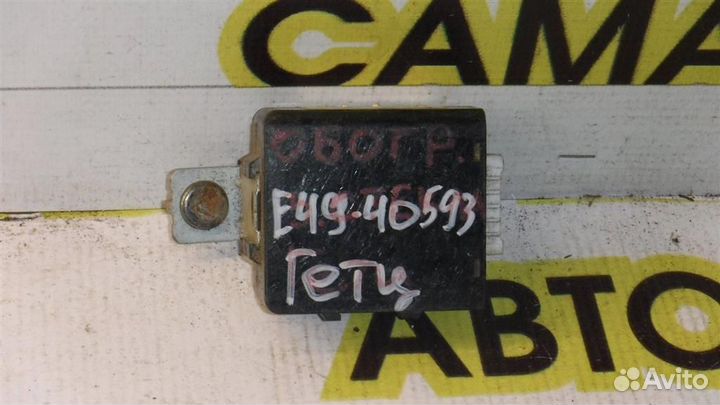 САМА
ОБОГР.
E49-40593
Гетц
АВТО
Avito